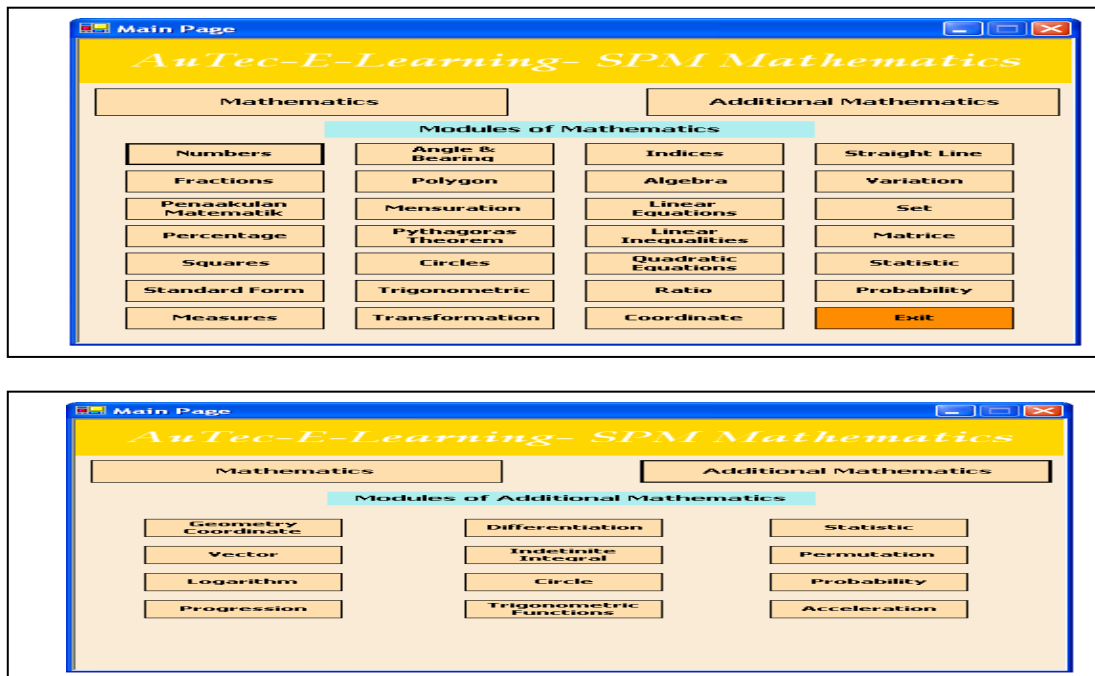 Main Page
AuTec-E-Learning- SPM Mathematics
Mathematics
Additional Mathematics
Modules of Mathematics
Numbers
Angle &
Bearing
Indices
Straight Line
Fractions
Polygon
Algebra
Variation
Penaakulan
Matematik
Mensuration
Linear
Equations
Set
Percentage
Pythagoras
Theorem
Linear
Inequalities
Matrice
Squares
Circles
Quadratic
Equations
Statistic
Standard Form
Trigonometric
Ratio
Probability
Measures
Transformation
Coordinate
Exit
Main Page
AuTec-E-Learning- SPM Mathematics
Mathematics
Additional Mathematics
Modules of Additional Mathematics
Geometry
Coordinate
Differentiation
Statistic
Vector
Indetinite
Integral
Permutation
Logarithm
Circle
Probability
Progression
Trigonometric
Functions
Acceleration